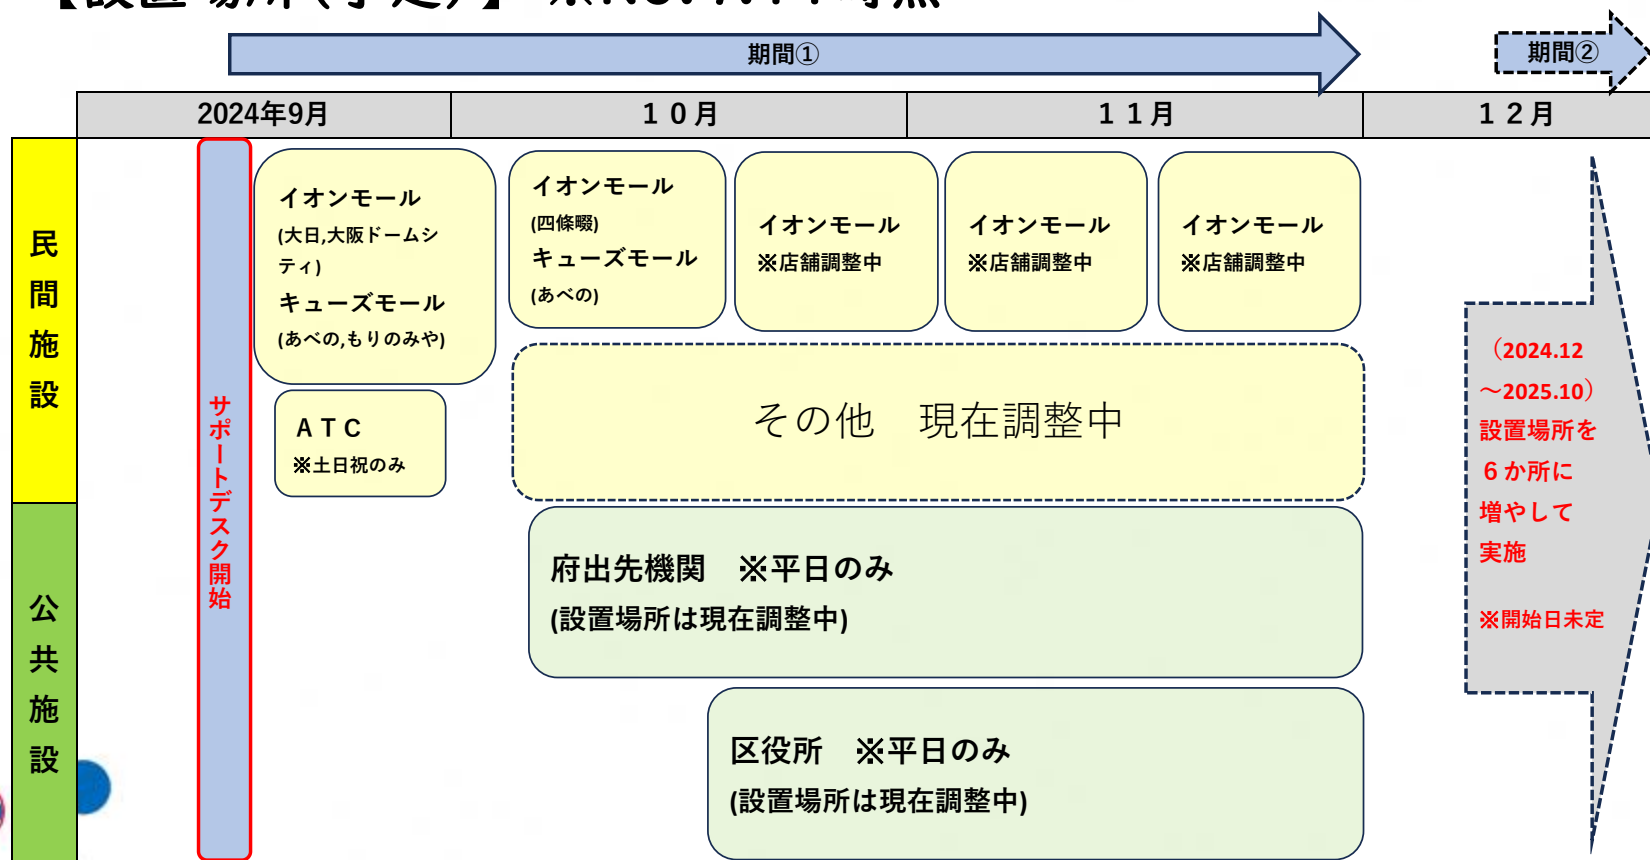 期間①
期間②
2024年9月
１０月
１１月
１２月
民間施設
公共施設
サポートデスク開始
イオンモール
(大日,大阪ドームシ
ティ)
キューズモール
(あべの,もりのみや)
ＡＴＣ
※土日祝のみ
イオンモール
(四條畷)
キューズモール
(あべの)
イオンモール
※店舗調整中
イオンモール
※店舗調整中
イオンモール
※店舗調整中
その他　現在調整中
府出先機関　※平日のみ
(設置場所は現在調整中)
区役所　※平日のみ
(設置場所は現在調整中)
（2024.12
～2025.10）
設置場所を
６か所に
増やして
実施
※開始日未定